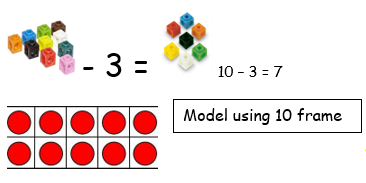 - 3 =
10 - 3 = 7
Model using 10 frame